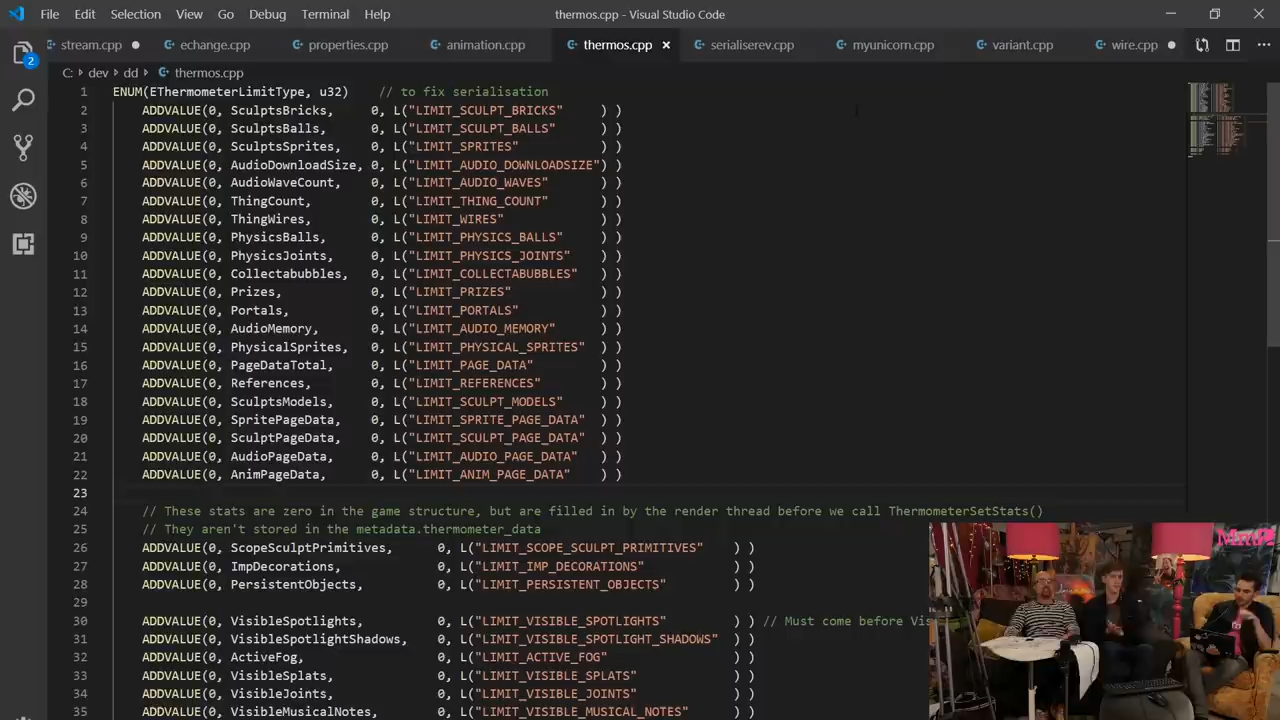 File Edit Selection View Go Debug Terminal Help
thermos.cpp - Visual Studio Code
stream.cpp echange.cpp properties.cpp animation.cpp thermos.cpp serialiserev.cpp myunicorn.cpp variant.cpp wire.cpp
2
C: > dev > dd > thermos.cpp
1 ENUM(EThermometerLimitType, u32) // to fix serialisation
2 ADDVALUE(0, SculptsBricks, 0, L("LIMIT_SCULPT_BRICKS" ) )
3 ADDVALUE(0, SculptsBalls, 0, L("LIMIT_SCULPT_BALLS" ) )
4 ADDVALUE(0, SculptsSprites, 0, L("LIMIT_SPRITES" ) )
5 ADDVALUE(0, AudioDownloadSize, 0, L("LIMIT_AUDIO_DOWNLOADSIZE") )
6 ADDVALUE(0, AudioWaveCount, 0, L("LIMIT_AUDIO_WAVES" ) )
7 ADDVALUE(0, ThingCount, 0, L("LIMIT_THING_COUNT" ) )
8 ADDVALUE(0, ThingWires, 0, L("LIMIT_WIRES" ) )
9 ADDVALUE(0, PhysicsBalls, 0, L("LIMIT_PHYSICS_BALLS" ) )
10 ADDVALUE(0, PhysicsJoints, 0, L("LIMIT_PHYSICS_JOINTS" ) )
11 ADDVALUE(0, Collectabubbles, 0, L("LIMIT_COLLECTABUBBLES" ) )
12 ADDVALUE(0, Prizes, 0, L("LIMIT_PRIZES" ) )
13 ADDVALUE(0, Portals, 0, L("LIMIT_PORTALS" ) )
14 ADDVALUE(0, AudioMemory, 0, L("LIMIT_AUDIO_MEMORY" ) )
15 ADDVALUE(0, PhysicalSprites, 0, L("LIMIT_PHYSICAL_SPRITES" ) )
16 ADDVALUE(0, PageDataTotal, 0, L("LIMIT_PAGE_DATA" ) )
17 ADDVALUE(0, References, 0, L("LIMIT_REFERENCES" ) )
18 ADDVALUE(0, SculptsModels, 0, L("LIMIT_SCULPT_MODELS" ) )
19 ADDVALUE(0, SpritePageData, 0, L("LIMIT_SPRITE_PAGE_DATA" ) )
20 ADDVALUE(0, SculptPageData, 0, L("LIMIT_SCULPT_PAGE_DATA" ) )
21 ADDVALUE(0, AudioPageData, 0, L("LIMIT_AUDIO_PAGE_DATA" ) )
22 ADDVALUE(0, AnimPageData, 0, L("LIMIT_ANIM_PAGE_DATA" ) )
23
24 // These stats are zero in the game structure, but are filled in by the render thread before we call ThermometerSetStats()
25 // They aren't stored in the metadata.thermometer_data
26 ADDVALUE(0, ScopeSculptPrimitives, 0, L("LIMIT_SCOPE_SCULPT_PRIMITIVES" ) )
27 ADDVALUE(0, ImpDecorations, 0, L("LIMIT_IMP_DECORATIONS" ) )
28 ADDVALUE(0, PersistentObjects, 0, L("LIMIT_PERSISTENT_OBJECTS" ) )
29
30 ADDVALUE(0, VisibleSpotlights, 0, L("LIMIT_VISIBLE_SPOTLIGHTS" ) ) // Must come before Vis
31 ADDVALUE(0, VisibleSpotlightShadows, 0, L("LIMIT_VISIBLE_SPOTLIGHT_SHADOWS" ) )
32 ADDVALUE(0, ActiveFog, 0, L("LIMIT_ACTIVE_FOG" ) )
33 ADDVALUE(0, VisibleSplats, 0, L("LIMIT_VISIBLE_SPLATS" ) )
34 ADDVALUE(0, VisibleJoints, 0, L("LIMIT_VISIBLE_JOINTS" ) )
35 ADDVALUE(0, VisibleMusicalNotes, 0, L("LIMIT_VISIBLE_MUSICAL_NOTES" ) )